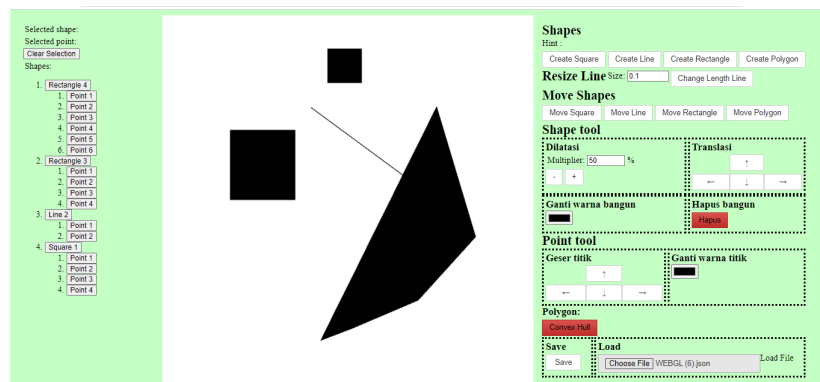 Selected shape:
Selected point:
Clear Selection
Shapes:
1. Rectangle 4
1. Point 1
2. Point 2
3. Point 3
4. Point 4
5. Point 5
6. Point 6
2. Rectangle 3
1. Point 1
2. Point 2
3. Point 3
4. Point 4
3. Line 2
1. Point 1
2. Point 2
4. Square 1
1. Point 1
2. Point 2
3. Point 3
4. Point 4
Shapes
Hint :
Create Square Create Line Create Rectangle Create Polygon
Resize Line Size: 0.1 Change Length Line
Move Shapes
Move Square Move Line Move Rectangle Move Polygon
Shape tool
Dilatasi Translasi
Multiplier: 50 % ↑
- + ← ↓ →
Ganti warna bangun Hapus bangun
Hapus
Point tool
Geser titik Ganti warna titik
↑
← ↓ →
Polygon:
Convex Hull
Save Load
Save Choose File WEBGL (6).json Load File